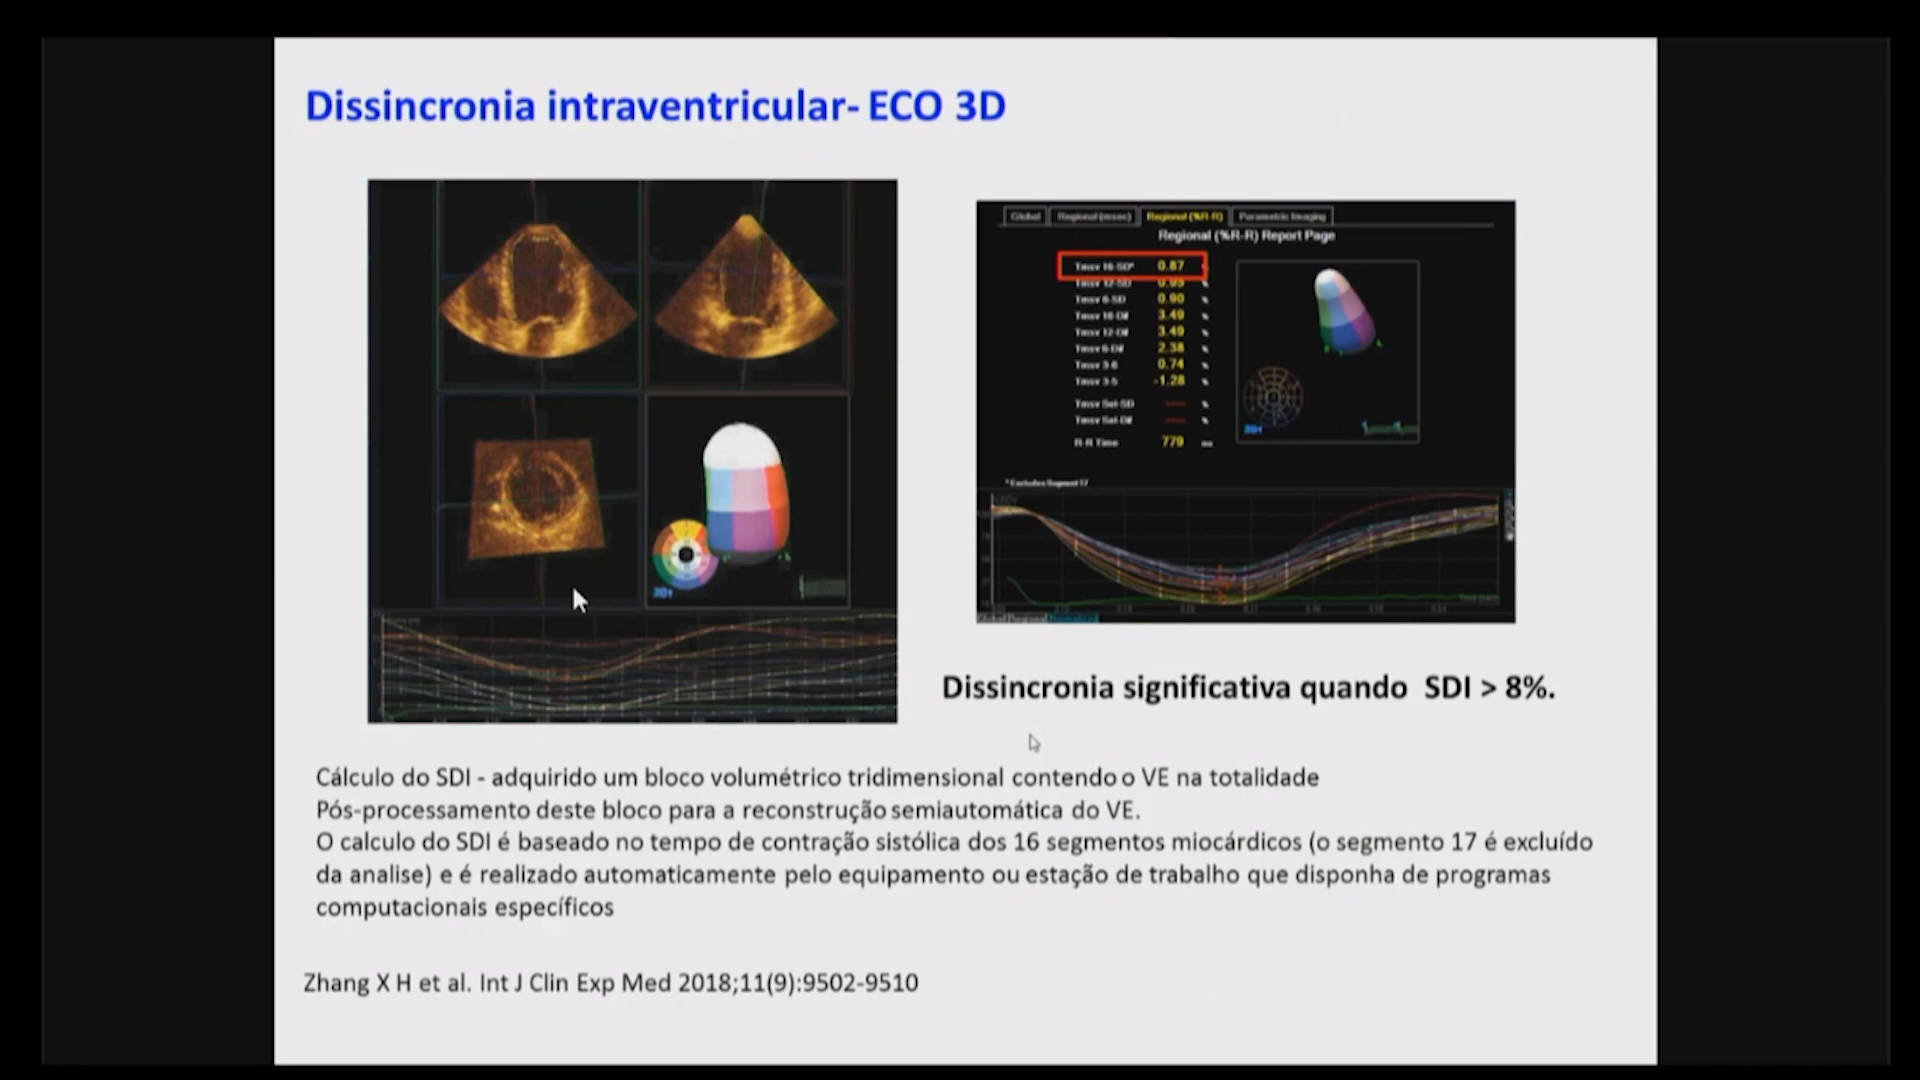 Dissincronia intraventricular- ECO 3D
Global Regional (msec) Regional (%R-R) Parametric Imaging
Regional (%R-R) Report Page
Tmsv 16-SD* 0.87
Tmsv 12-SD 0.95 %
Tmsv 6-SD 0.90 %
Tmsv 16-Dif 3.49 %
Tmsv 12-Dif 3.49 %
Tmsv 6-Dif 2.38 %
Tmsv 3-6 0.74 %
Tmsv 3-5 -1.28 %
Tmsv Sel-SD %
Tmsv Sel-Dif %
R-R Time 779 ms
* Excludes Segment 17
Dissincronia significativa quando SDI > 8%.
Cálculo do SDI - adquirido um bloco volumétrico tridimensional contendo o VE na totalidade
Pós-processamento deste bloco para a reconstrução semiautomática do VE.
O calculo do SDI é baseado no tempo de contração sistólica dos 16 segmentos miocárdicos (o segmento 17 é excluído
da analise) e é realizado automaticamente pelo equipamento ou estação de trabalho que disponha de programas
computacionais específicos
Zhang X H et al. Int J Clin Exp Med 2018;11(9):9502-9510